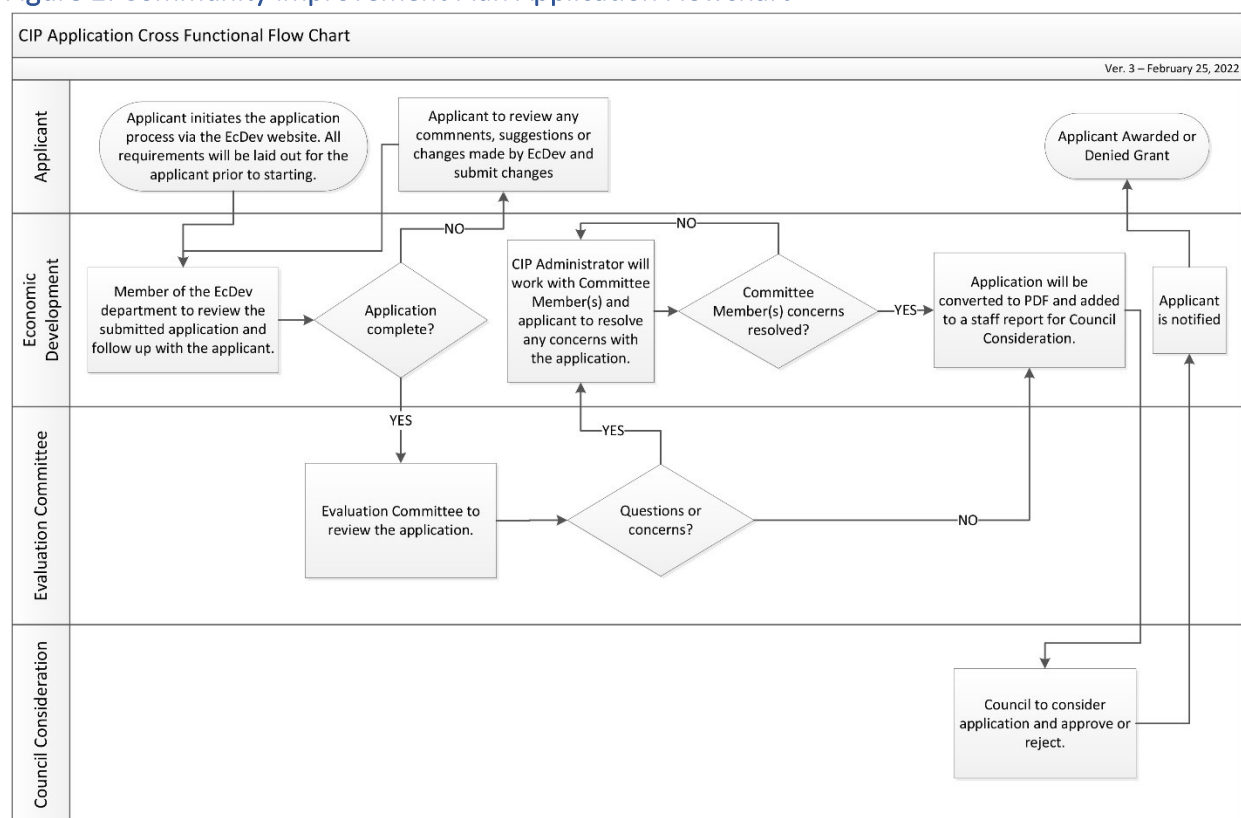 CIP Application Cross Functional Flow Chart
Ver. 3 – February 25, 2022
Applicant
Applicant initiates the application
process via the EcDev website. All
requirements will be laid out for the
applicant prior to starting.
Applicant to review any
commnents, suggestions or
changes made by EcDev and
submit changes
Applicant Awarded or
Denied Grant
Economic
Development
NO
NO
Member of the EcDev
department to review the
submitted application and
follow up with the applicant.
Application
complete?
CIP Administrator will
work with Committee
Member(s) and
applicant to resolve
any concerns with
the application.
Committee
Member(s) concerns
resolved?
YES
Application will be
converted to PDF and added
to a staff report for Council
Consideration.
Applicant
is notified
Evaluation Committee
YES
YES
Evaluation Committee to
review the application.
Questions or
concerns?
NO
Council Consideration
Council to consider
application and approve or
reject.